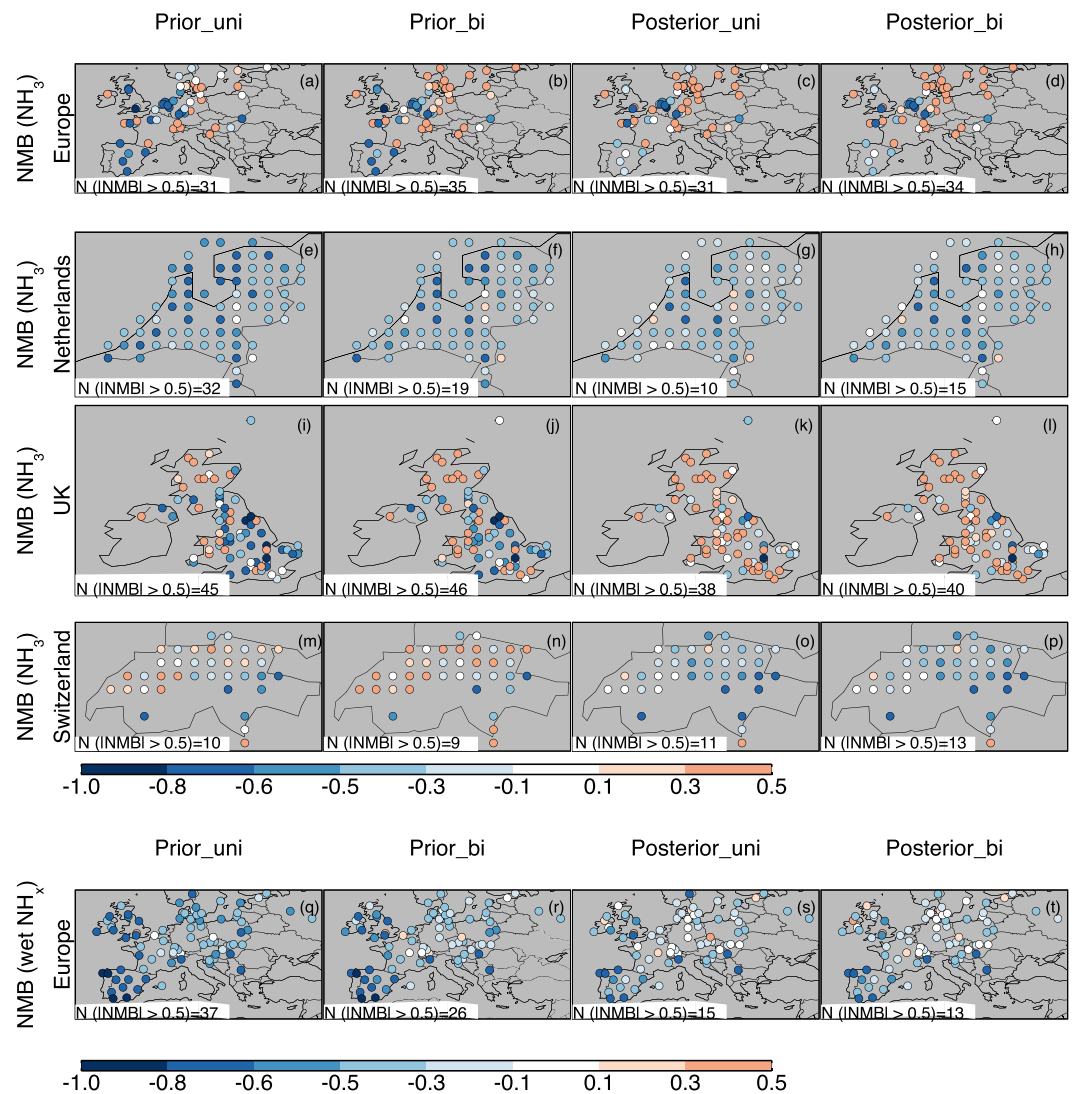 Prior_uni Prior_bi Posterior_uni Posterior_bi
NMB (NH3)
Europe
(a) (b) (c) (d)
N (|NMB| > 0.5)=31 N (|NMB| > 0.5)=35 N (|NMB| > 0.5)=31 N (|NMB| > 0.5)=34
NMB (NH3)
Netherlands
(e) (f) (g) (h)
N (|NMB| > 0.5)=32 N (|NMB| > 0.5)=19 N (|NMB| > 0.5)=10 N (|NMB| > 0.5)=15
NMB (NH3)
UK
(i) (j) (k) (l)
N (|NMB| > 0.5)=45 N (|NMB| > 0.5)=46 N (|NMB| > 0.5)=38 N (|NMB| > 0.5)=40
NMB (NH3)
Switzerland
(m) (n) (o) (p)
N (|NMB| > 0.5)=10 N (|NMB| > 0.5)=9 N (|NMB| > 0.5)=11 N (|NMB| > 0.5)=13
-1.0 -0.8 -0.6 -0.5 -0.3 -0.1 0.1 0.3 0.5
Prior_uni Prior_bi Posterior_uni Posterior_bi
NMB (wet NHx)
Europe
(q) (r) (s) (t)
N (|NMB| > 0.5)=37 N (|NMB| > 0.5)=26 N (|NMB| > 0.5)=15 N (|NMB| > 0.5)=13
-1.0 -0.8 -0.6 -0.5 -0.3 -0.1 0.1 0.3 0.5